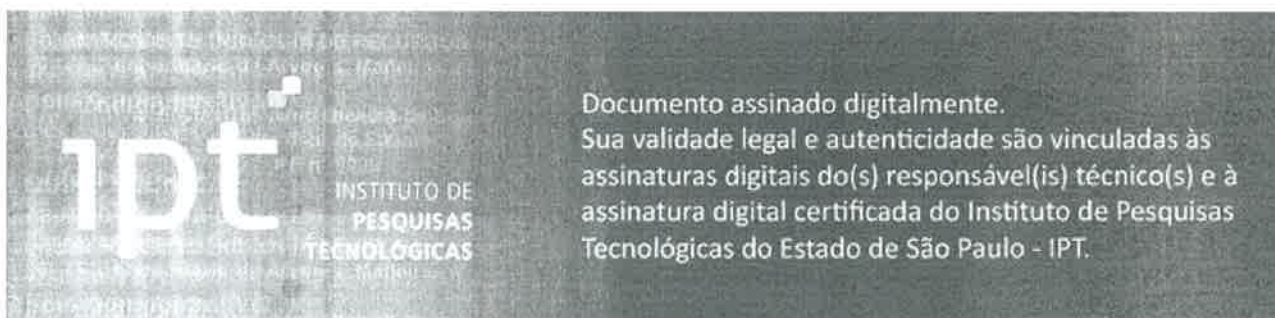 ipt
INSTITUTO DE
PESQUISAS
TECNOLÓGICAS
Documento assinado digitalmente.
Sua validade legal e autenticidade são vinculadas às
assinaturas digitais do(s) responsável(is) técnico(s) e à
assinatura digital certificada do Instituto de Pesquisas
Tecnológicas do Estado de São Paulo - IPT.